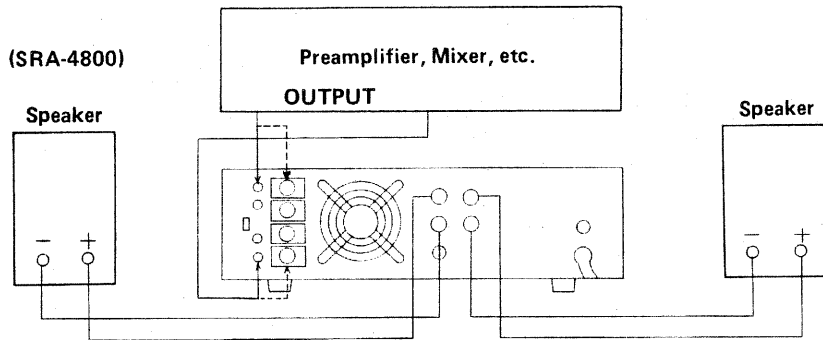 (SRA-4800)
Preamplifier, Mixer, etc.
OUTPUT
Speaker
Speaker
− +
− +